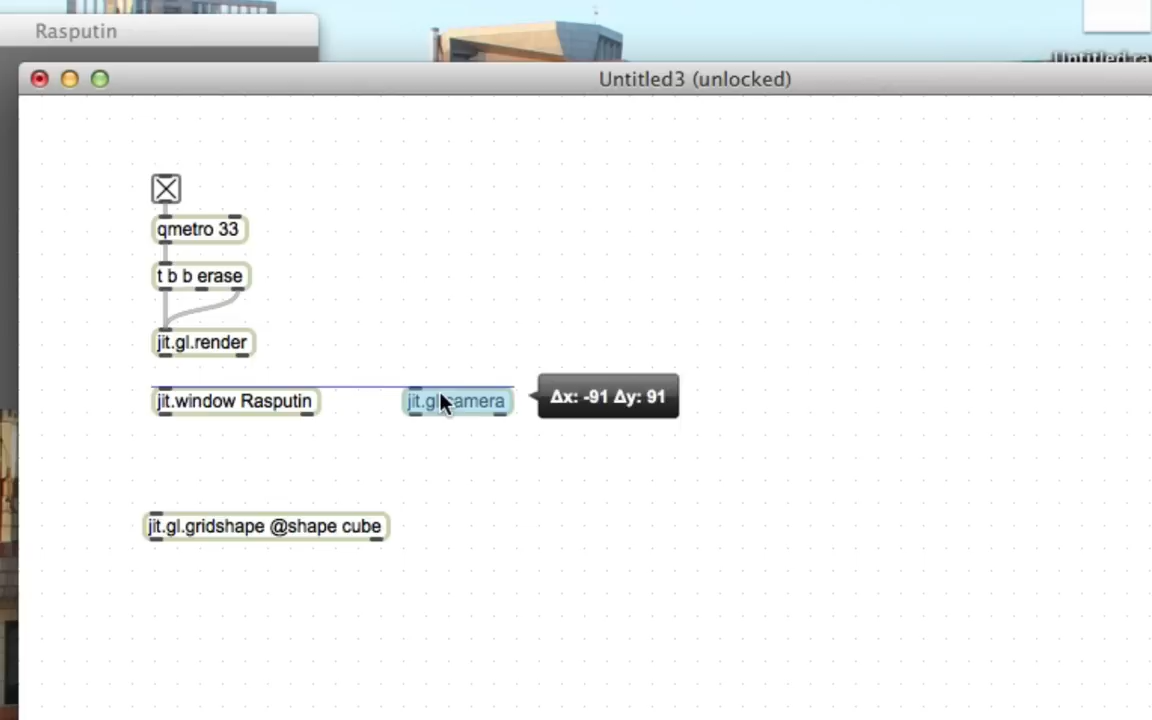 Rasputin
Untitled3 (unlocked)
qmetro 33
t b b erase
jit.gl.render
jit.window Rasputin
jit.gl.camera
Δx: -91 Δy: 91
jit.gl.gridshape @shape cube